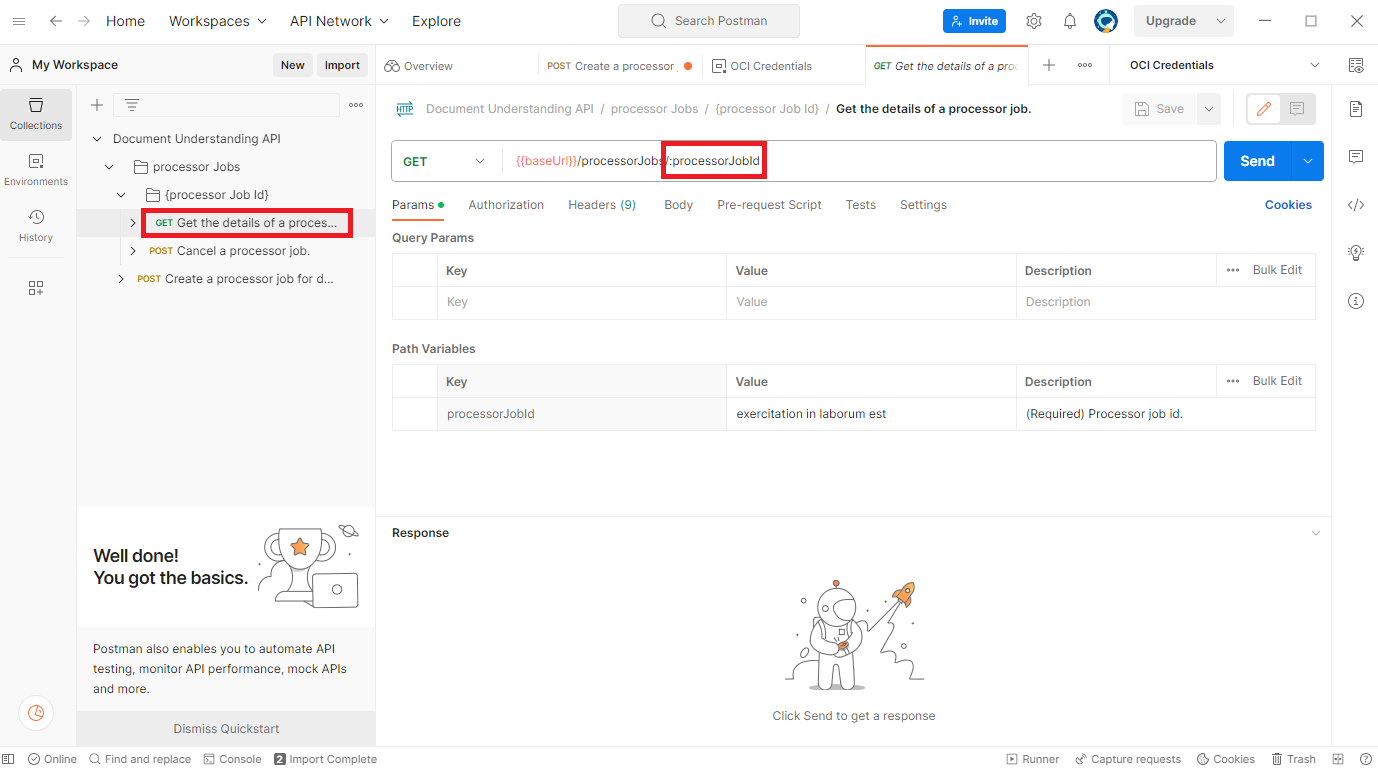 Home Workspaces API Network Explore Search Postman Invite Upgrade
My Workspace New Import Overview POST Create a processor OCI Credentials GET Get the details of a proc OCI Credentials
Collections
Environments
History
Document Understanding API
processor Jobs
{processor Job Id}
GET Get the details of a proces...
POST Cancel a processor job.
POST Create a processor job for d...
Well done!
You got the basics.
Postman also enables you to automate API
testing, monitor API performance, mock APIs
and more.
Dismiss Quickstart
HTTP Document Understanding API / processor Jobs / {processor Job Id} / Get the details of a processor job. Save
GET {{baseUrl}}/processorJobs/:processorJobId Send
Params Authorization Headers (9) Body Pre-request Script Tests Settings Cookies
Query Params
Key Value Description Bulk Edit
Key Value Description
Path Variables
Key Value Description Bulk Edit
processorJobId exercitation in laborum est (Required) Processor job id.
Response
Click Send to get a response
Online Find and replace Console 2 Import Complete Runner Capture requests Cookies Trash